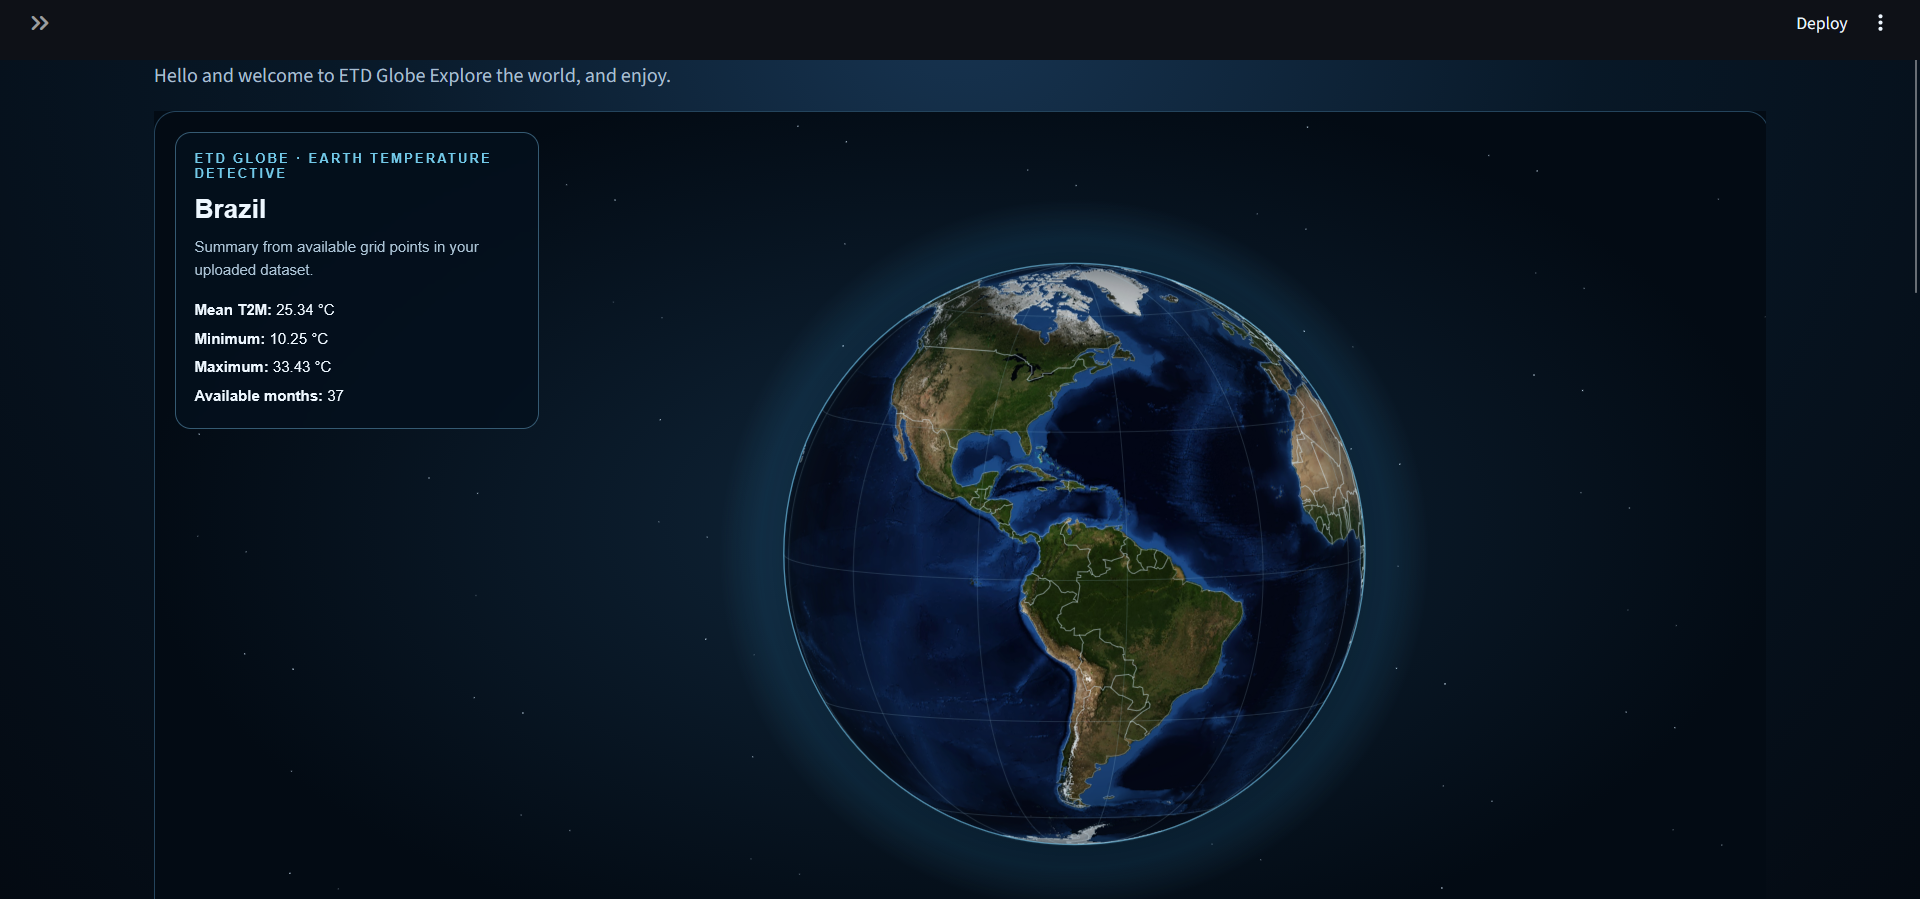 Deploy
Hello and welcome to ETD Globe Explore the world, and enjoy.
ETD GLOBE · EARTH TEMPERATURE
DETECTIVE
Brazil
Summary from available grid points in your
uploaded dataset.
Mean T2M: 25.34 °C
Minimum: 10.25 °C
Maximum: 33.43 °C
Available months: 37